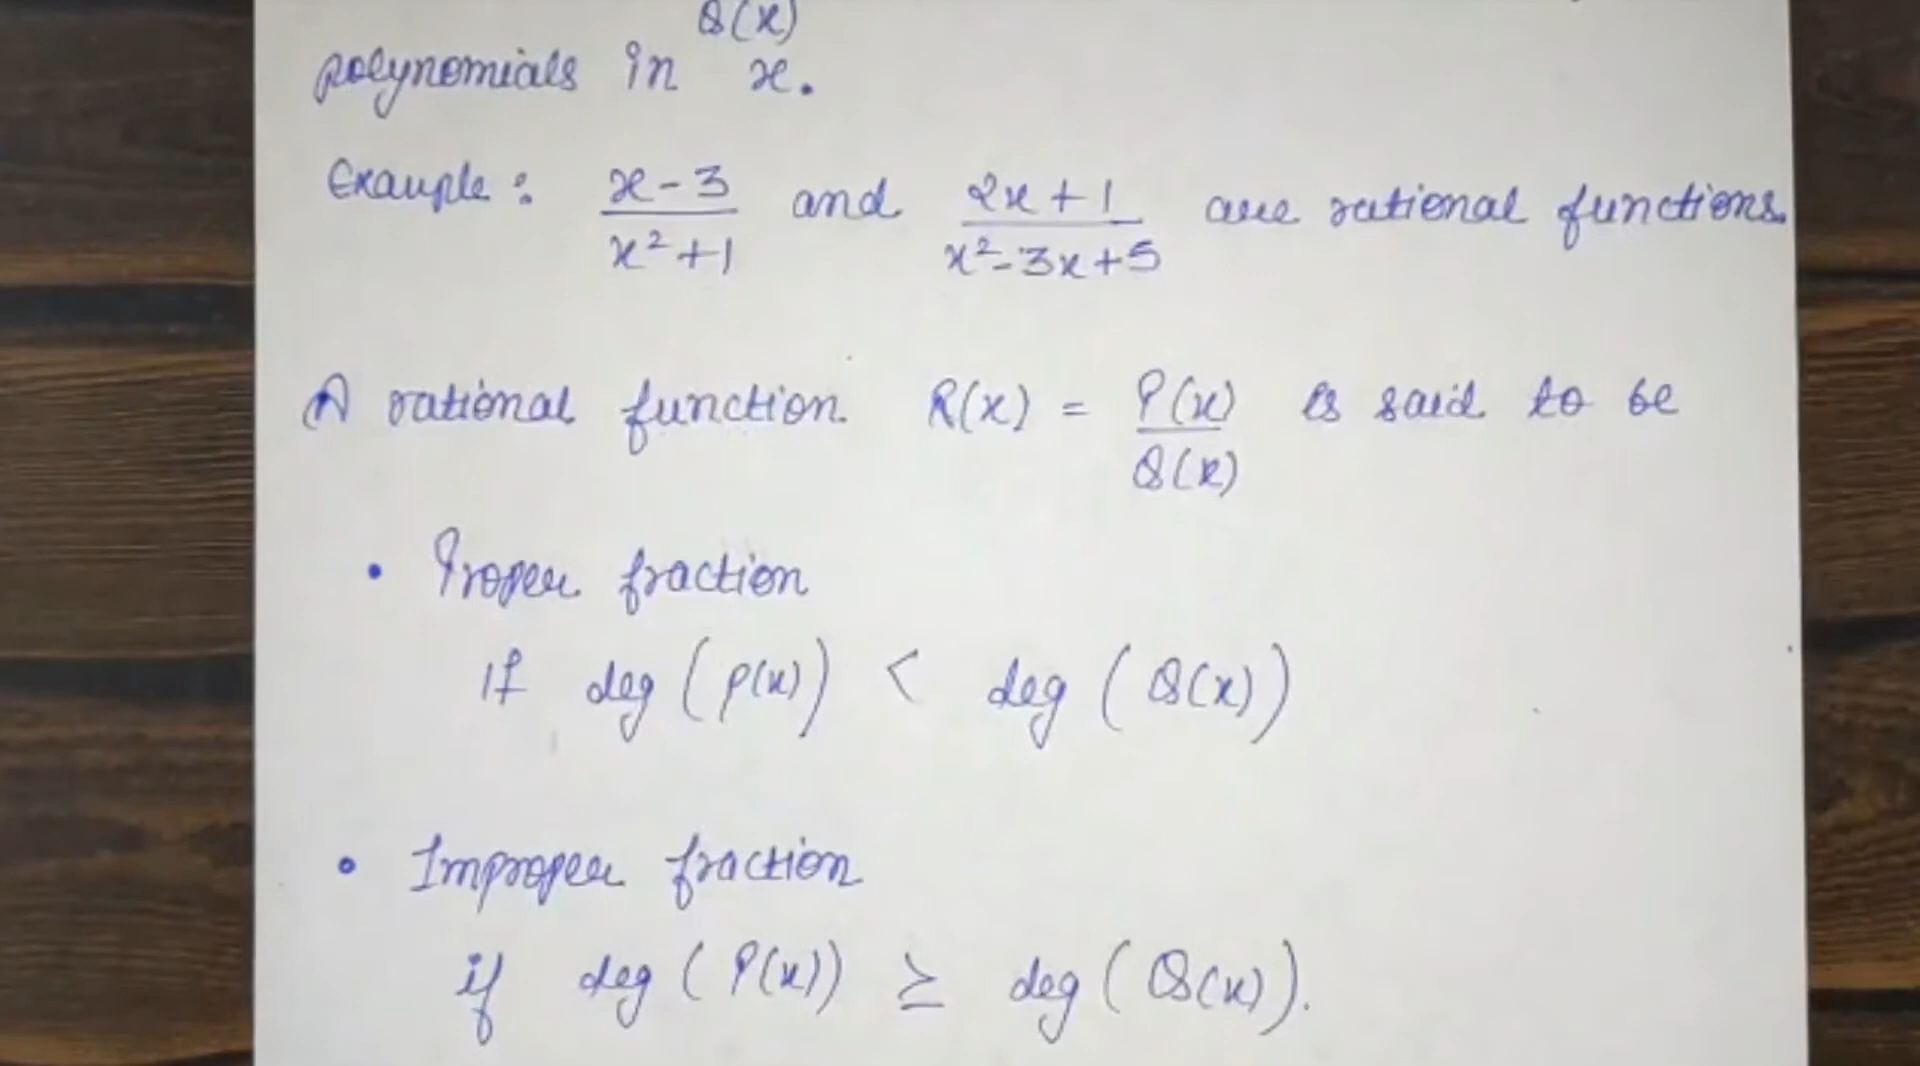 Q(x)
polynomials in x.
Example: x-3 / x²+1 and 2x+1 / x²-3x+5 are rational functions.
A rational function R(x) = P(x) / Q(x) is said to be
• Proper fraction
If deg (P(x)) < deg (Q(x))
• Improper fraction
if deg (P(x)) ≥ deg (Q(x)).